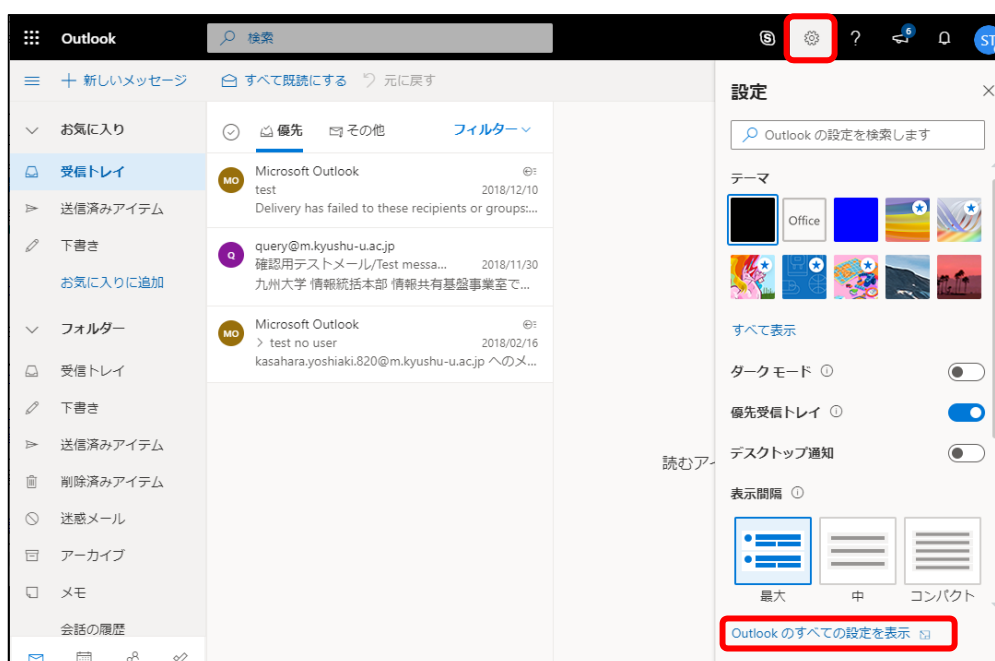 Outlook
検索
6
ST
新しいメッセージ
すべて既読にする
元に戻す
お気に入り
受信トレイ
送信済みアイテム
下書き
お気に入りに追加
フォルダー
受信トレイ
下書き
送信済みアイテム
削除済みアイテム
迷惑メール
アーカイブ
メモ
会話の履歴
優先
その他
フィルター
MO
Microsoft Outlook
test
2018/12/10
Delivery has failed to these recipients or groups:...
Q
query@m.kyushu-u.ac.jp
確認用テストメール/Test messa...
2018/11/30
九州大学 情報統括本部 情報共有基盤事業室で...
MO
Microsoft Outlook
> test no user
2018/02/16
kasahara.yoshiaki.820@m.kyushu-u.ac.jp へのメ...
読むア
設定
Outlook の設定を検索します
テーマ
Office
すべて表示
ダーク モード
優先受信トレイ
デスクトップ通知
表示間隔
最大
中
コンパクト
Outlook のすべての設定を表示